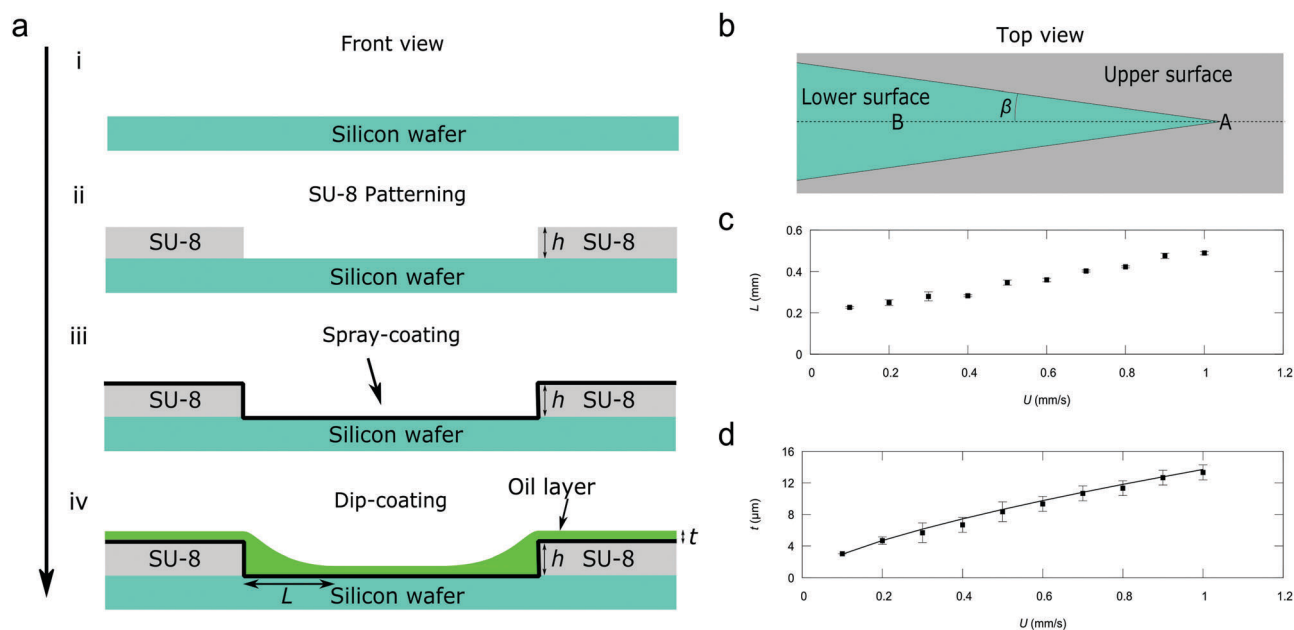 a
Front view
i
Silicon wafer
ii
SU-8 Patterning
SU-8
h
SU-8
Silicon wafer
iii
Spray-coating
SU-8
h
SU-8
Silicon wafer
iv
Dip-coating
Oil layer
t
SU-8
h
SU-8
L
Silicon wafer
b
Top view
Upper surface
Lower surface
β
B
A
c
0.6
0.4
0.2
0
L (mm)
0 0.2 0.4 0.6 0.8 1 1.2
U (mm/s)
d
16
12
8
4
0
t (μm)
0 0.2 0.4 0.6 0.8 1 1.2
U (mm/s)